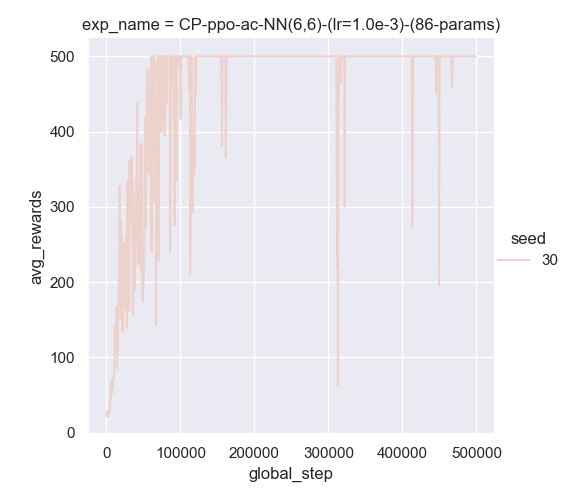 exp_name = CP-ppo-ac-NN(6,6)-(lr=1.0e-3)-(86-params)
500
400
300
200
100
0
avg_rewards
0 100000 200000 300000 400000 500000
global_step
seed
30